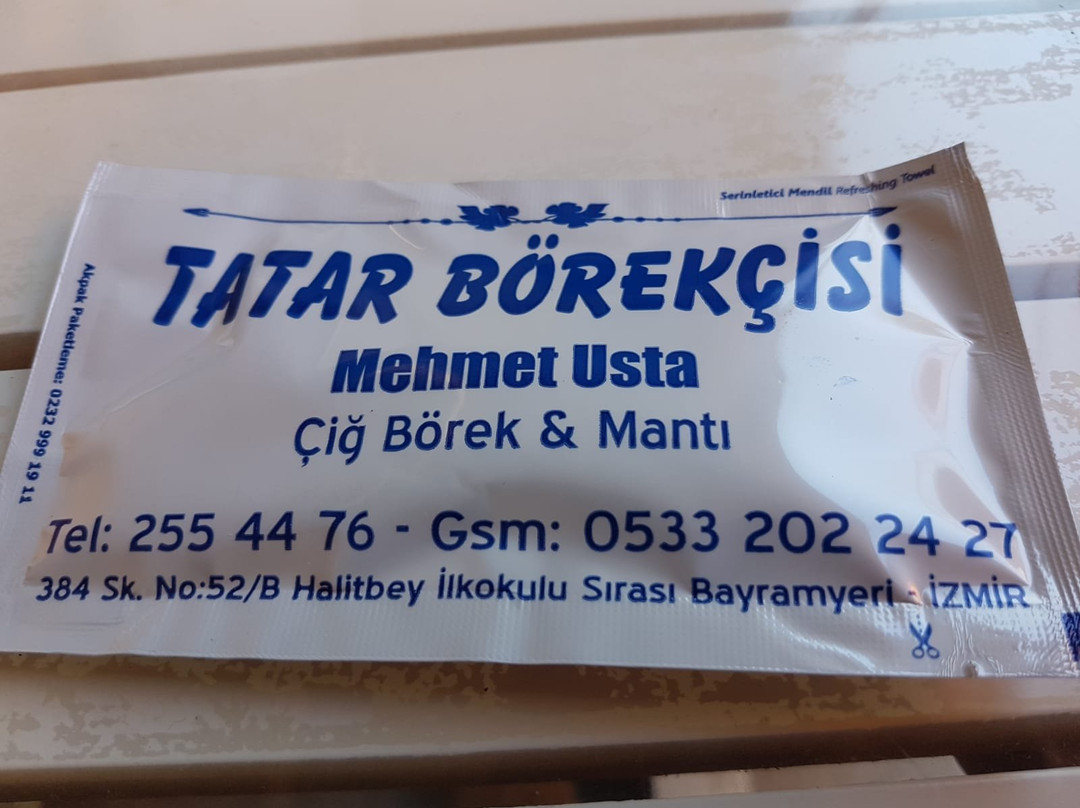 Serinletici Mendil Refreshing Towel
TATAR BÖREKÇİSİ
Mehmet Usta
Çiğ Börek & Mantı
Tel: 255 44 76 - Gsm: 0533 202 24 27
384 Sk. No:52/B Halitbey İlkokulu Sırası Bayramyeri - İZMİR
Akpak Paketleme: 0232 999 19 11